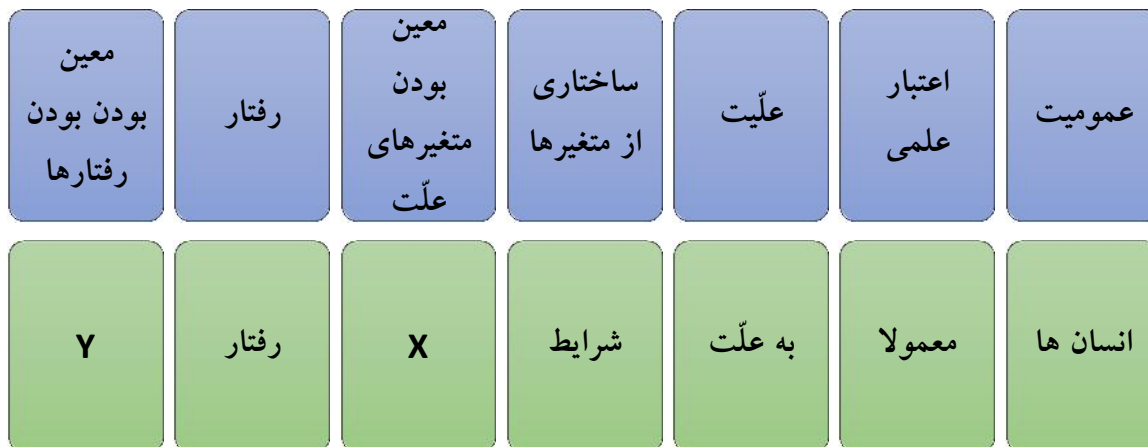 عمومیت
اعتبار
علمی
علّیت
ساختاری
از متغیرها
معین
بودن
متغیرهای
علّت
رفتار
معین
بودن بودن
رفتارها
انسان ها
معمولا
به علّت
شرایط
X
رفتار
Y